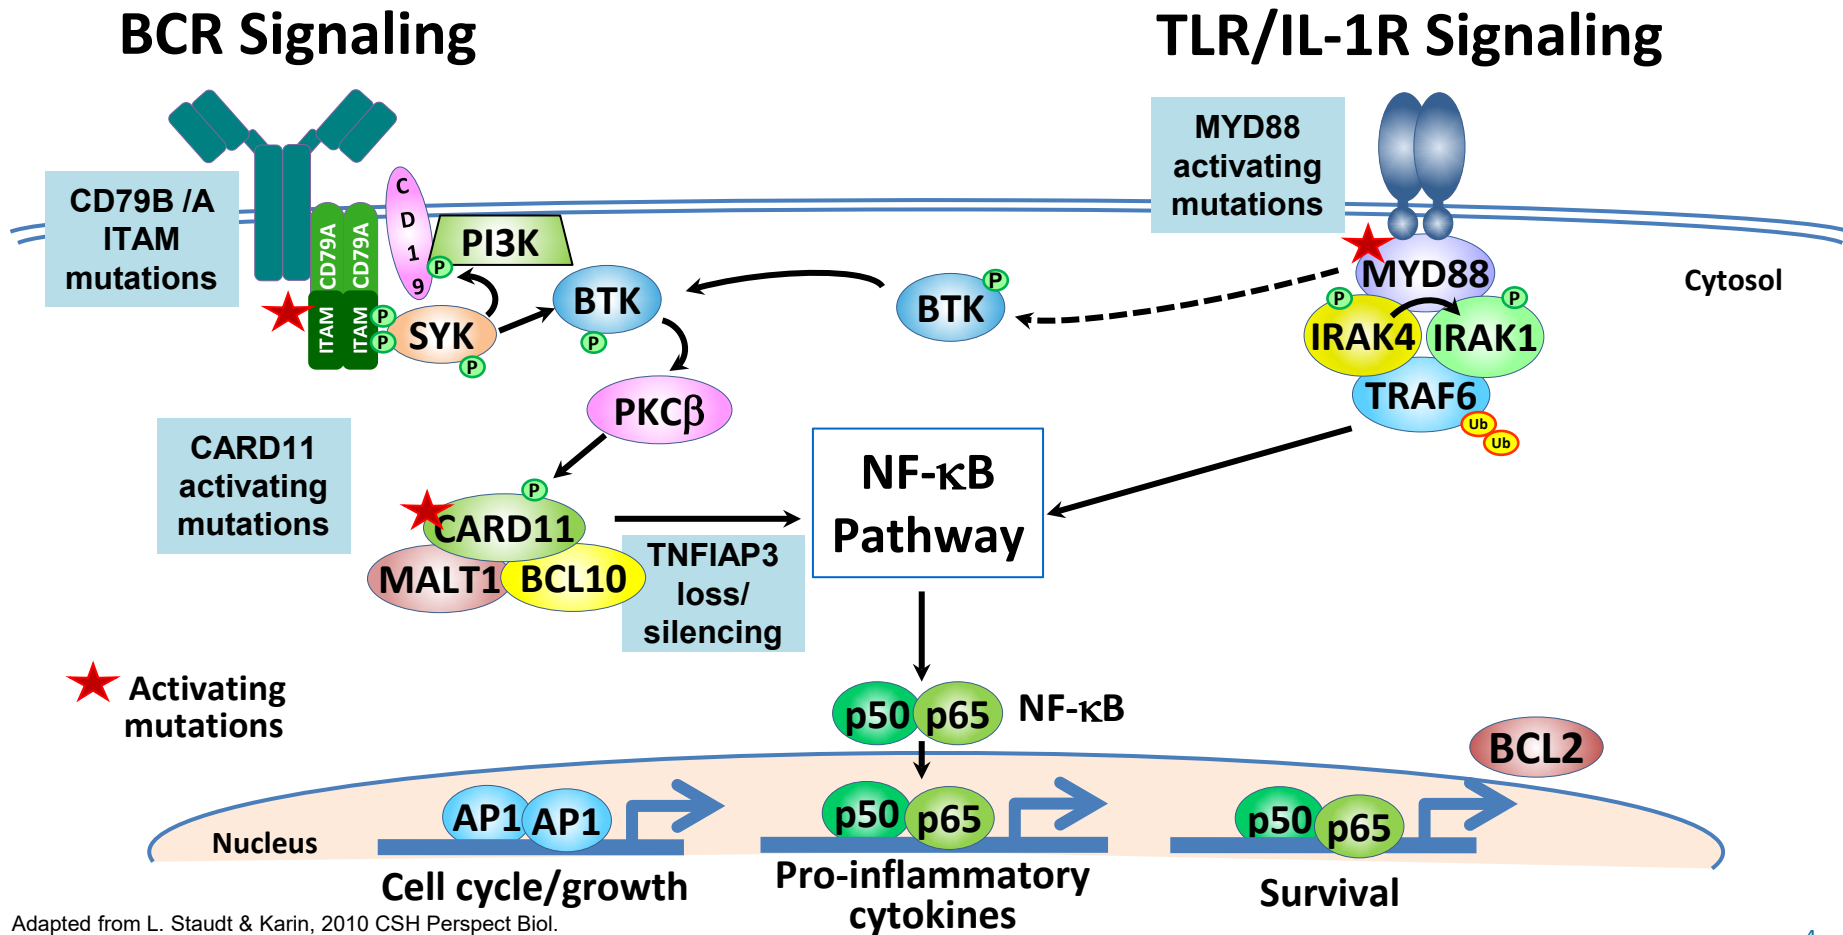 BCR Signaling
TLR/IL-1R Signaling
CD79B /A
ITAM
mutations
CD79A
CD79A
ITAM
ITAM
P
P
C
D
1
9
P
PI3K
SYK
P
BTK
P
BTK
P
PKCβ
MYD88
activating
mutations
MYD88
Cytosol
P
P
IRAK4
IRAK1
TRAF6
Ub
Ub
CARD11
activating
mutations
P
CARD11
MALT1
BCL10
TNFIAP3
loss/
silencing
NF-κB
Pathway
Activating
mutations
p50
p65
NF-κB
BCL2
Nucleus
AP1
AP1
Cell cycle/growth
p50
p65
Pro-inflammatory
cytokines
p50
p65
Survival
Adapted from L. Staudt & Karin, 2010 CSH Perspect Biol.